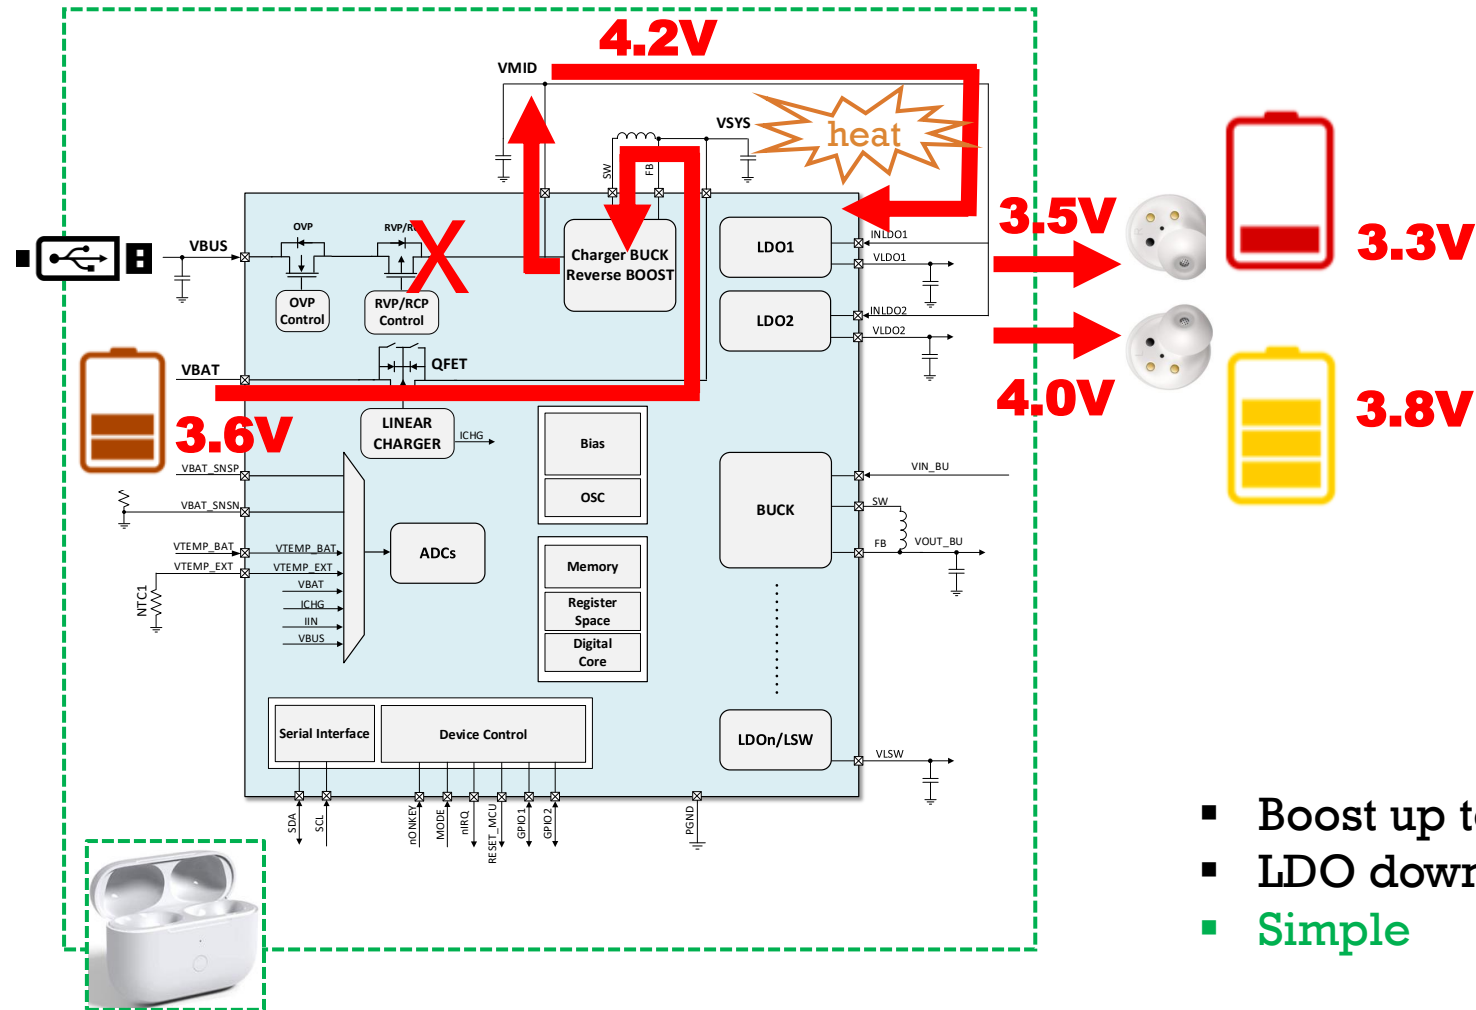 4.2V
VMID
VSYS
heat
SW
FB
3.5V
3.3V
OVP
RVP/R
X
VBUS
Charger BUCK
Reverse BOOST
LDO1
INLDO1
VLDO1
OVP
Control
RVP/RCP
Control
LDO2
INLDO2
VLDO2
VBAT
QFET
4.0V
3.8V
3.6V
LINEAR
CHARGER
ICHG
Bias
OSC
VBAT_SNSP
VBAT_SNSN
BUCK
VIN_BU
SW
FB
VOUT_BU
VTEMP_BAT
VTEMP_BAT
VTEMP_EXT
VTEMP_EXT
VBAT
ICHG
IIN
VBUS
NTC1
ADCs
Memory
Register
Space
Digital
Core
Serial Interface
Device Control
LDOn/LSW
VLSW
SDA
SCL
nONKEY
MODE
nIRQ
RESET_MCU
GPIO1
GPIO2
PGND
▪ Boost up t
▪ LDO down
▪ Simple